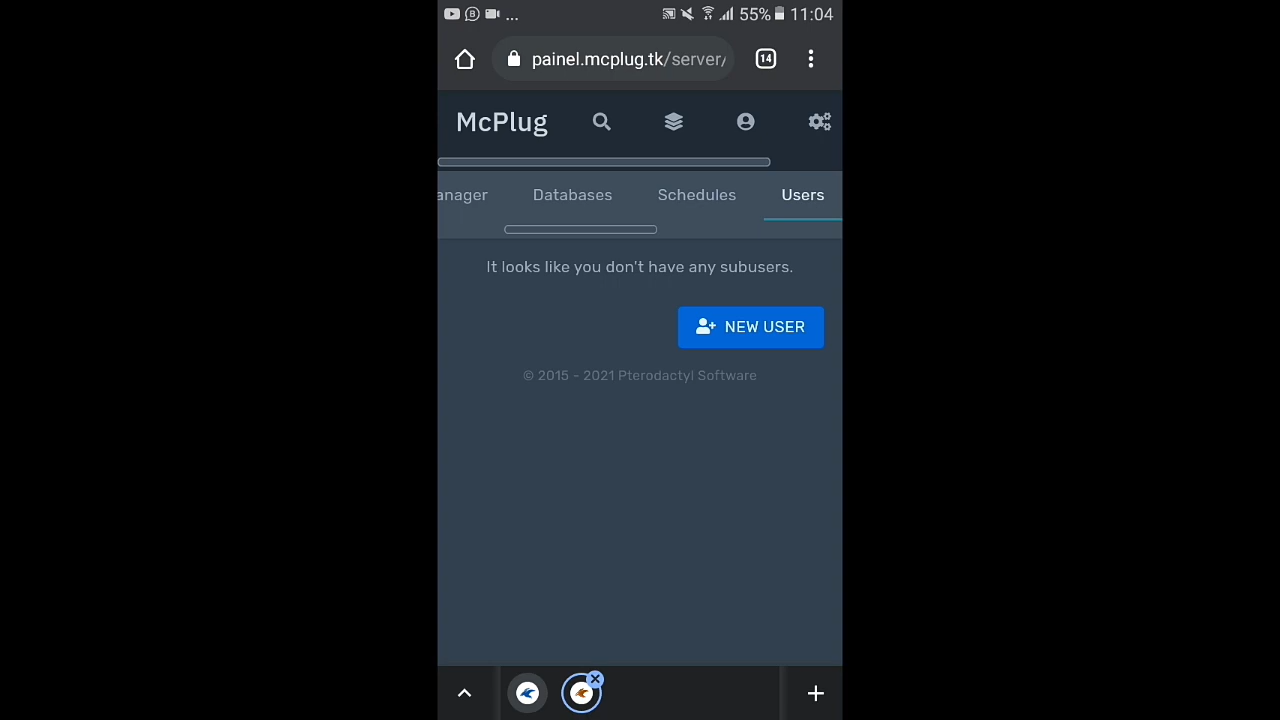 ... 55% 11:04
painel.mcplug.tk/server/ 14
McPlug
anager Databases Schedules Users
It looks like you don't have any subusers.
NEW USER
© 2015 - 2021 Pterodactyl Software